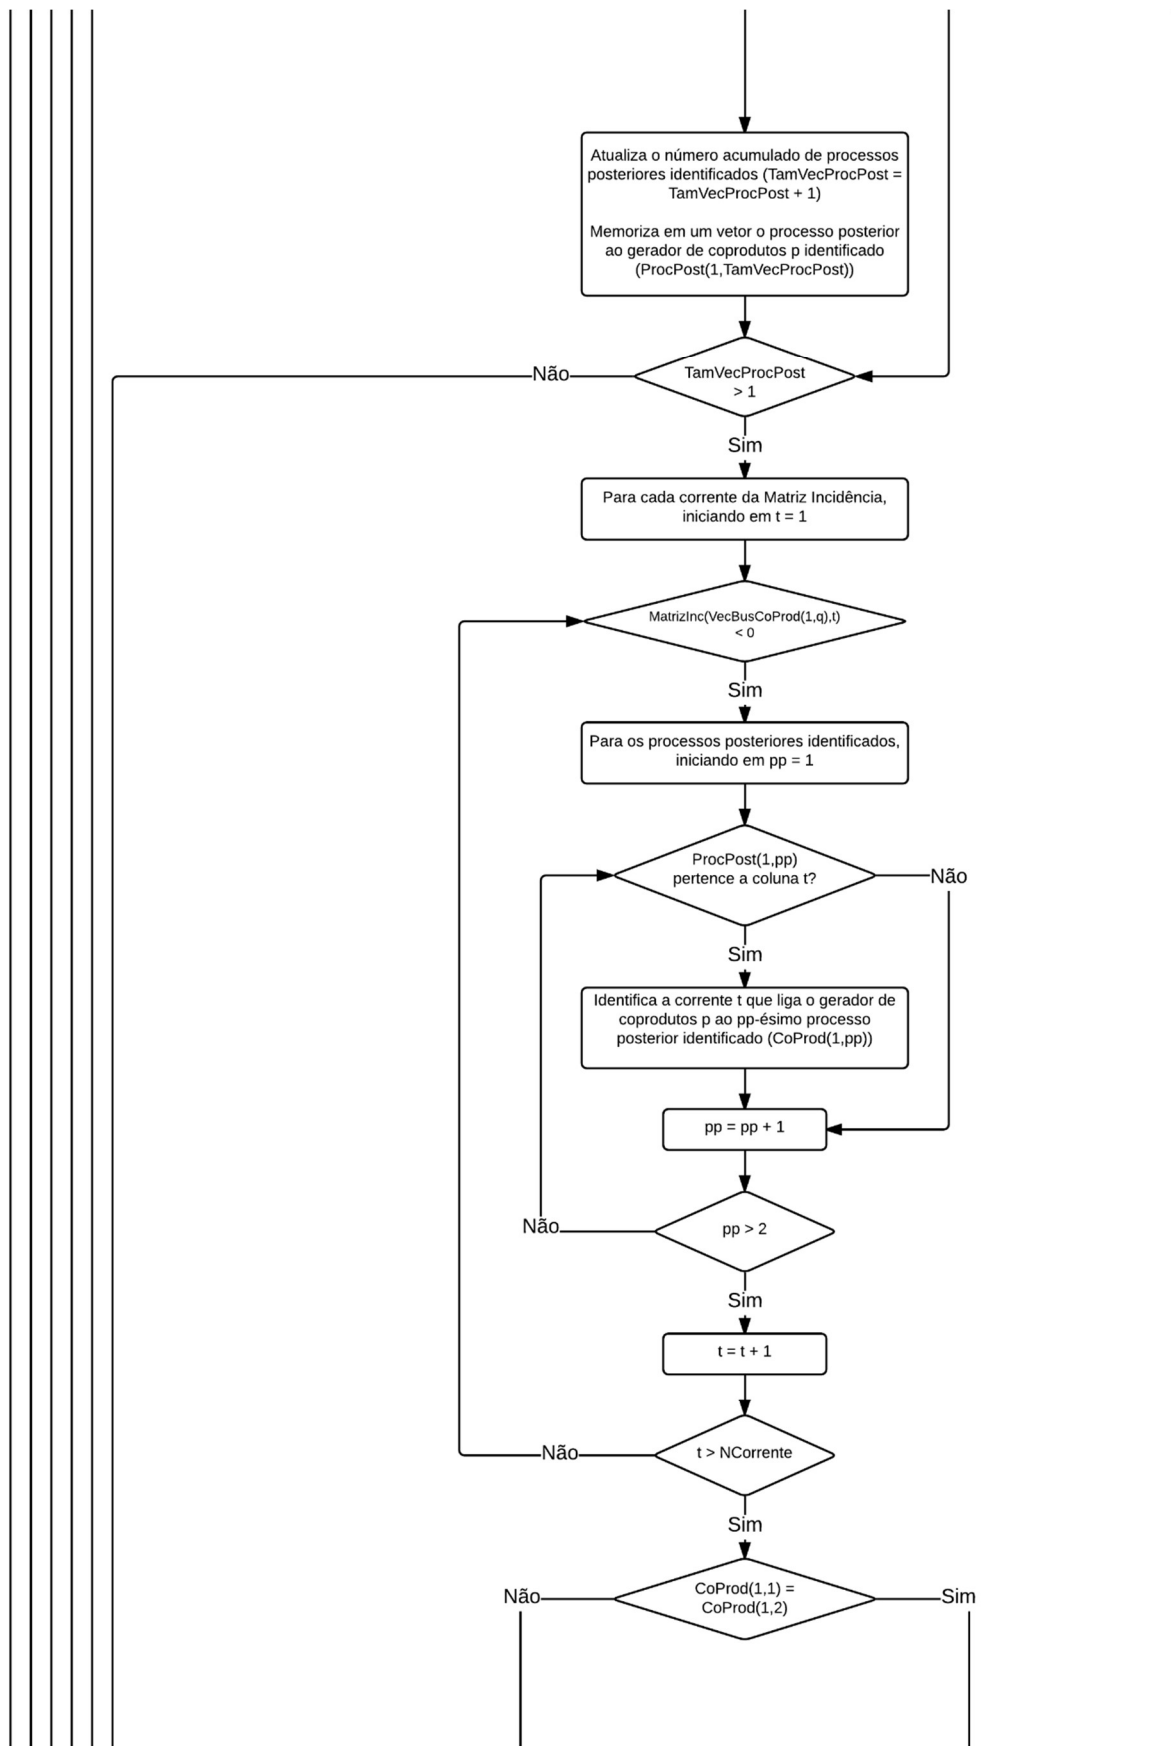 Atualiza o número acumulado de processos
posteriores identificados (TamVecProcPost =
TamVecProcPost + 1)
Memoriza em um vetor o processo posterior
ao gerador de coprodutos p identificado
(ProcPost(1,TamVecProcPost))
Não
TamVecProcPost
> 1
Sim
Para cada corrente da Matriz Incidência,
iniciando em t = 1
MatrizInc(VecBusCoProd(1,q),t)
< 0
Sim
Para os processos posteriores identificados,
iniciando em pp = 1
ProcPost(1,pp)
pertence a coluna t?
Não
Sim
Identifica a corrente t que liga o gerador de
coprodutos p ao pp-ésimo processo
posterior identificado (CoProd(1,pp))
pp = pp + 1
Não
pp > 2
Sim
t = t + 1
Não
t > NCorrente
Sim
Não
CoProd(1,1) =
CoProd(1,2)
Sim